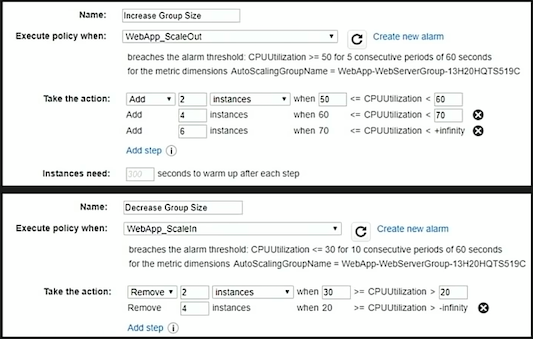 Name: Increase Group Size
Execute policy when: WebApp_ScaleOut Create new alarm
breaches the alarm threshold: CPUUtilization >= 50 for 5 consecutive periods of 60 seconds
for the metric dimensions AutoScalingGroupName = WebApp-WebServerGroup-13H20HQTS519C
Take the action: Add 2 instances when 50 <= CPUUtilization < 60
Add 4 instances when 60 <= CPUUtilization < 70
Add 6 instances when 70 <= CPUUtilization < +infinity
Add step i
Instances need: 300 seconds to warm up after each step
Name: Decrease Group Size
Execute policy when: WebApp_ScaleIn Create new alarm
breaches the alarm threshold: CPUUtilization <= 30 for 10 consecutive periods of 60 seconds
for the metric dimensions AutoScalingGroupName = WebApp-WebServerGroup-13H20HQTS519C
Take the action: Remove 2 instances when 30 >= CPUUtilization > 20
Remove 4 instances when 20 >= CPUUtilization > -infinity
Add step i